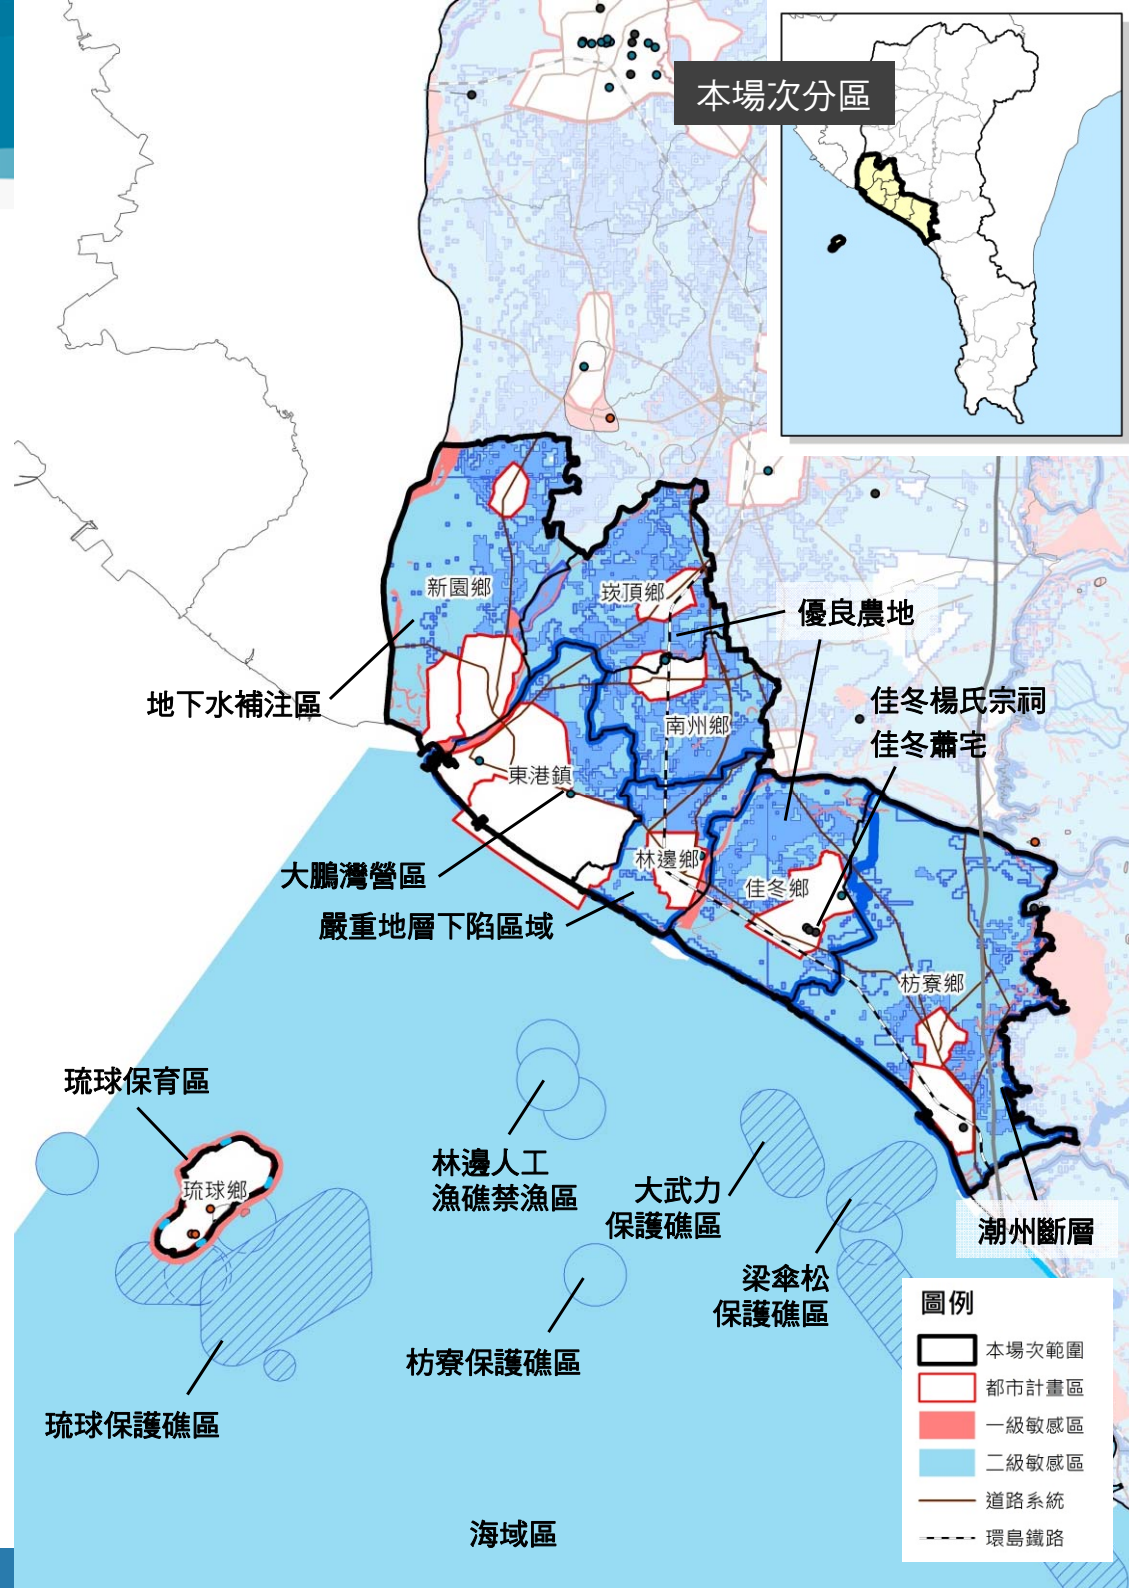 本場次分區
新園鄉
崁頂鄉
優良農地
地下水補注區
佳冬楊氏宗祠
佳冬蕭宅
南州鄉
東港鎮
林邊鄉
大鵬灣營區
佳冬鄉
嚴重地層下陷區域
枋寮鄉
琉球保育區
林邊人工
漁礁禁漁區
琉球鄉
大武力
保護礁區
潮州斷層
梁傘松
保護礁區
枋寮保護礁區
琉球保護礁區
海域區
圖例
本場次範圍
都市計畫區
一級敏感區
二級敏感區
道路系統
環島鐵路